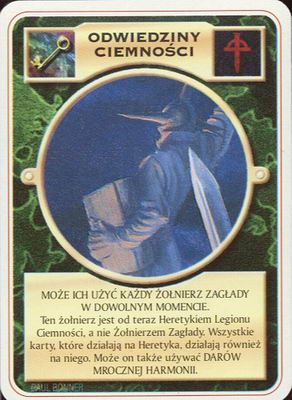 ODWIEDZINY
CIEMNOŚCI
MOŻE ICH UŻYĆ KAŻDY ŻOŁNIERZ ZAGŁADY
W DOWOLNYM MOMENCIE.
Ten żołnierz jest od teraz Heretykiem Legionu
Ciemności, a nie Żołnierzem Zagłady. Wszystkie
karty, które działają na Heretyka, działają również
na niego. Może on także używać DARÓW
MROCZNEJ HARMONII.
PAUL BONNER